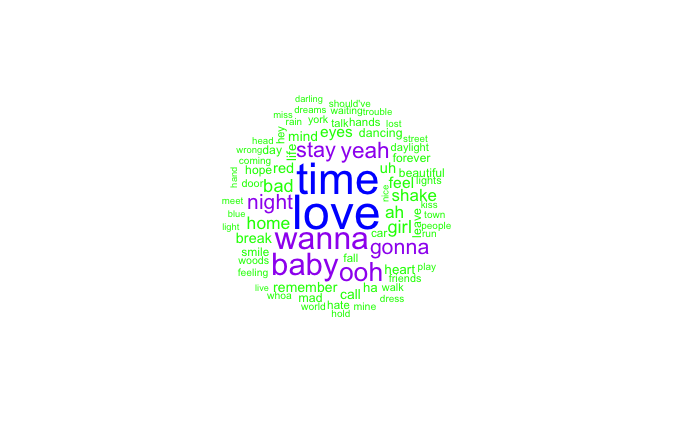 darling
dreams should've
miss waiting trouble
rain york talk hands lost
hey mind eyes dancing
head life street
wrong day stay yeah daylight
coming forever
hand hope red time uh beautiful
door bad feel lights
meet night love nice shake kiss
blue ah leave town
light home girl people
break wanna car gonna run
smile
woods baby ooh fall heart play
feeling friends
live remember ha walk
whoa mad call dress
world hate mine
hold